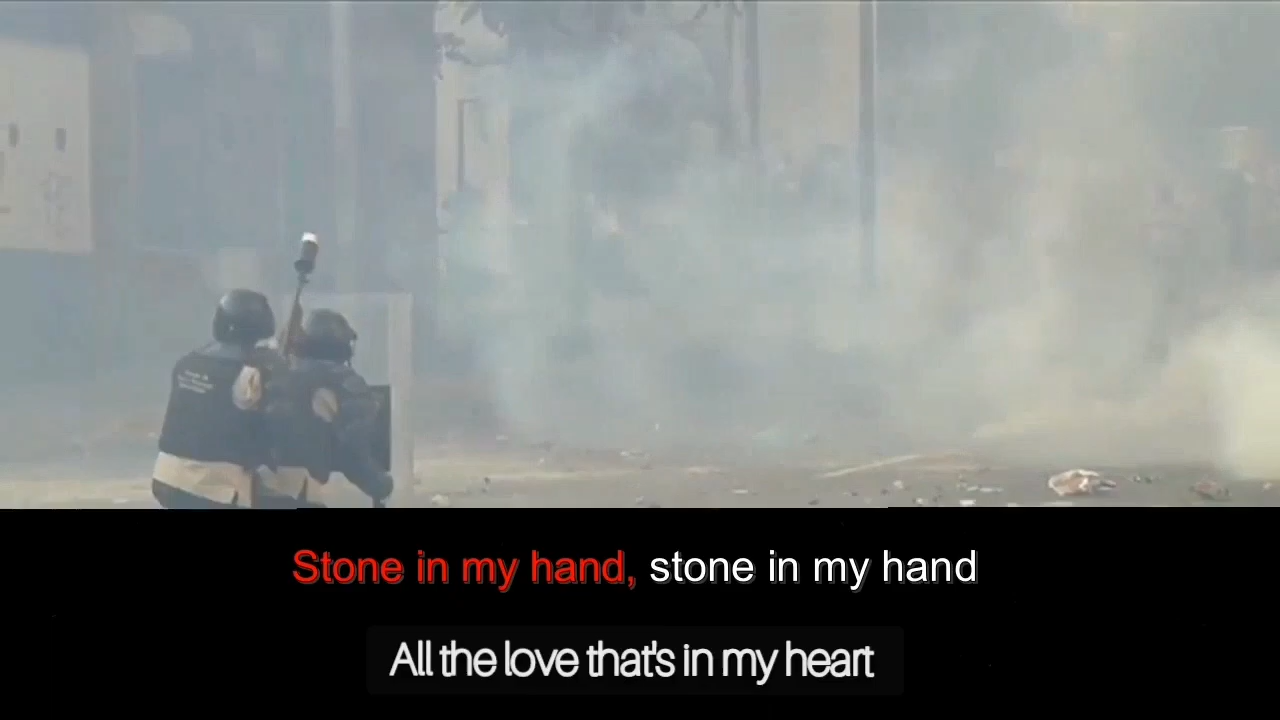 Stone in my hand, stone in my hand
All the love that's in my heart